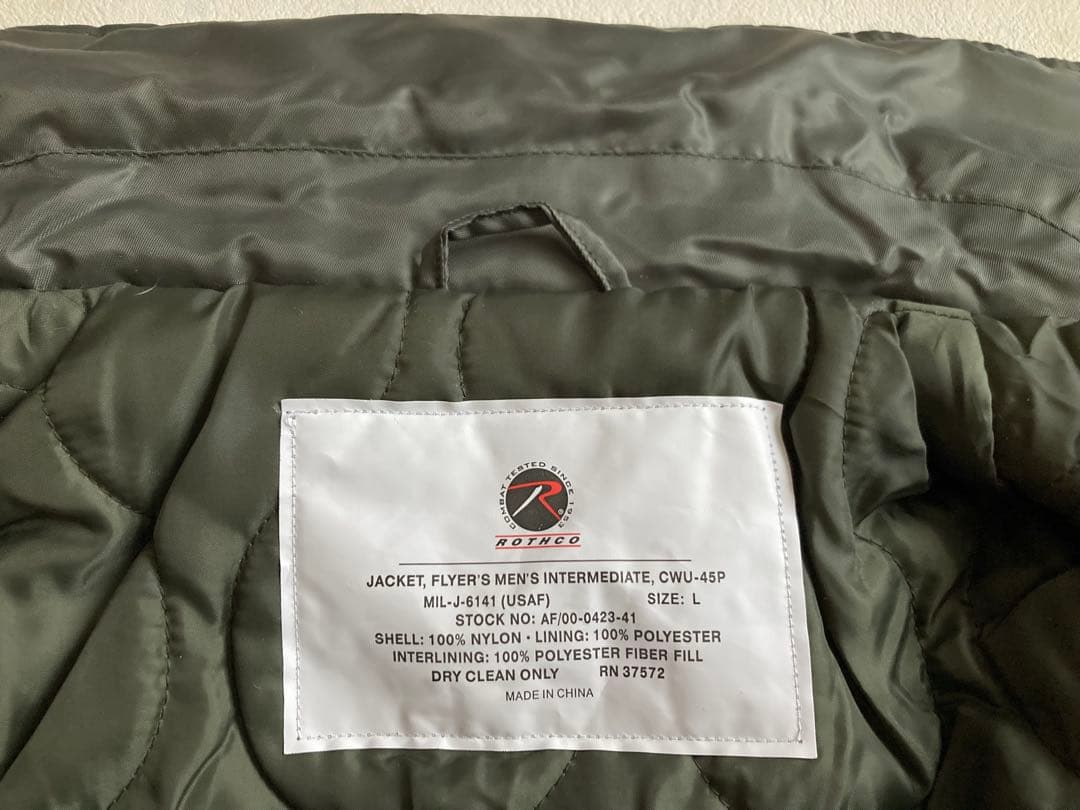 COMBAT TESTED SINCE 1953
R®
ROTHCO
JACKET, FLYER'S MEN'S INTERMEDIATE, CWU-45P
MIL-J-6141 (USAF) SIZE: L
STOCK NO: AF/00-0423-41
SHELL: 100% NYLON · LINING: 100% POLYESTER
INTERLINING: 100% POLYESTER FIBER FILL
DRY CLEAN ONLY RN 37572
MADE IN CHINA